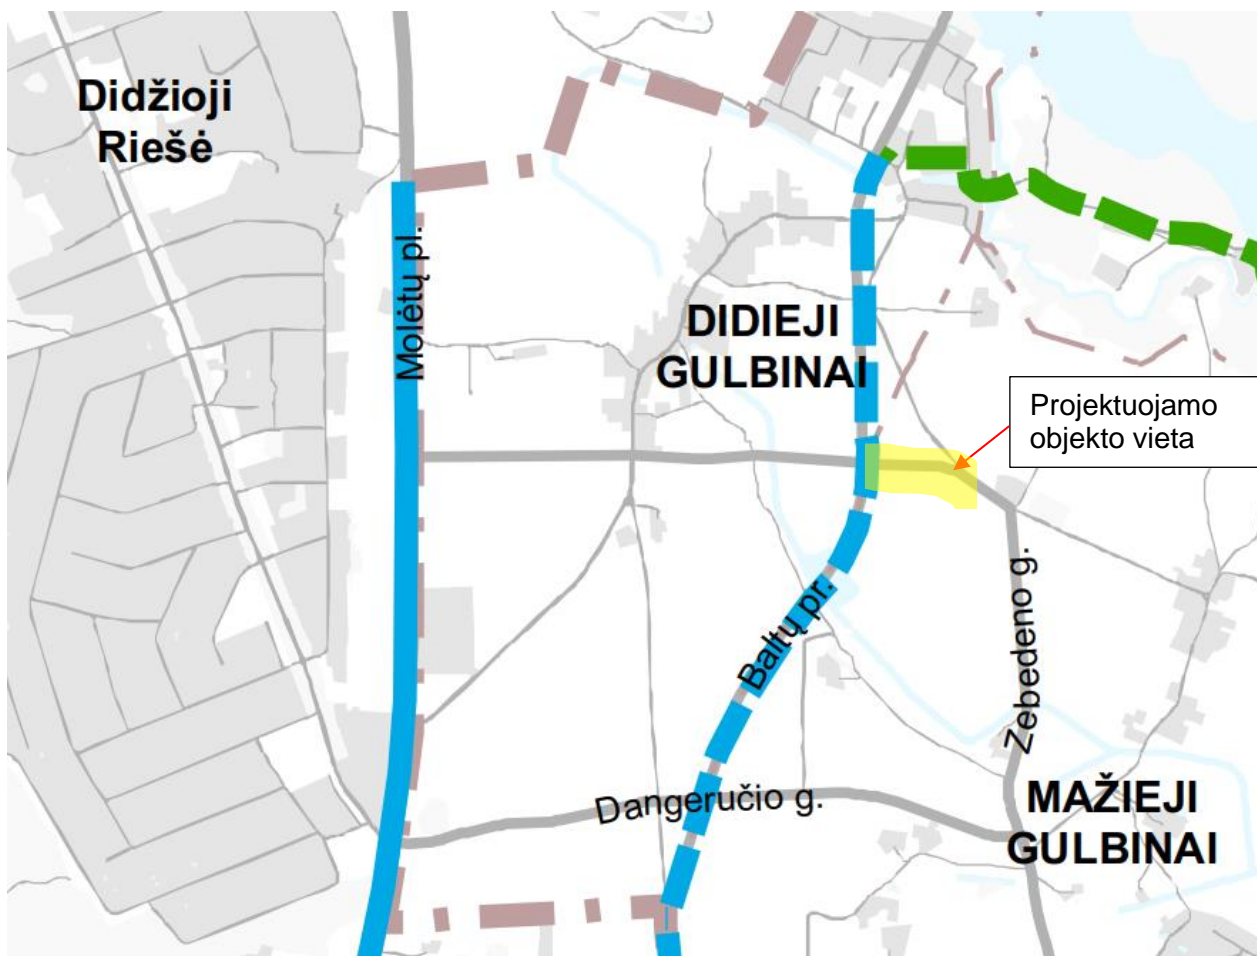 Didžioji
Riešė
Molėtų pl.
DIDIEJI
GULBINAI
Projektuojamo
objekto vieta
Baltų pr.
Zebedeno g.
Dangeručio g.
MAŽIEJI
GULBINAI